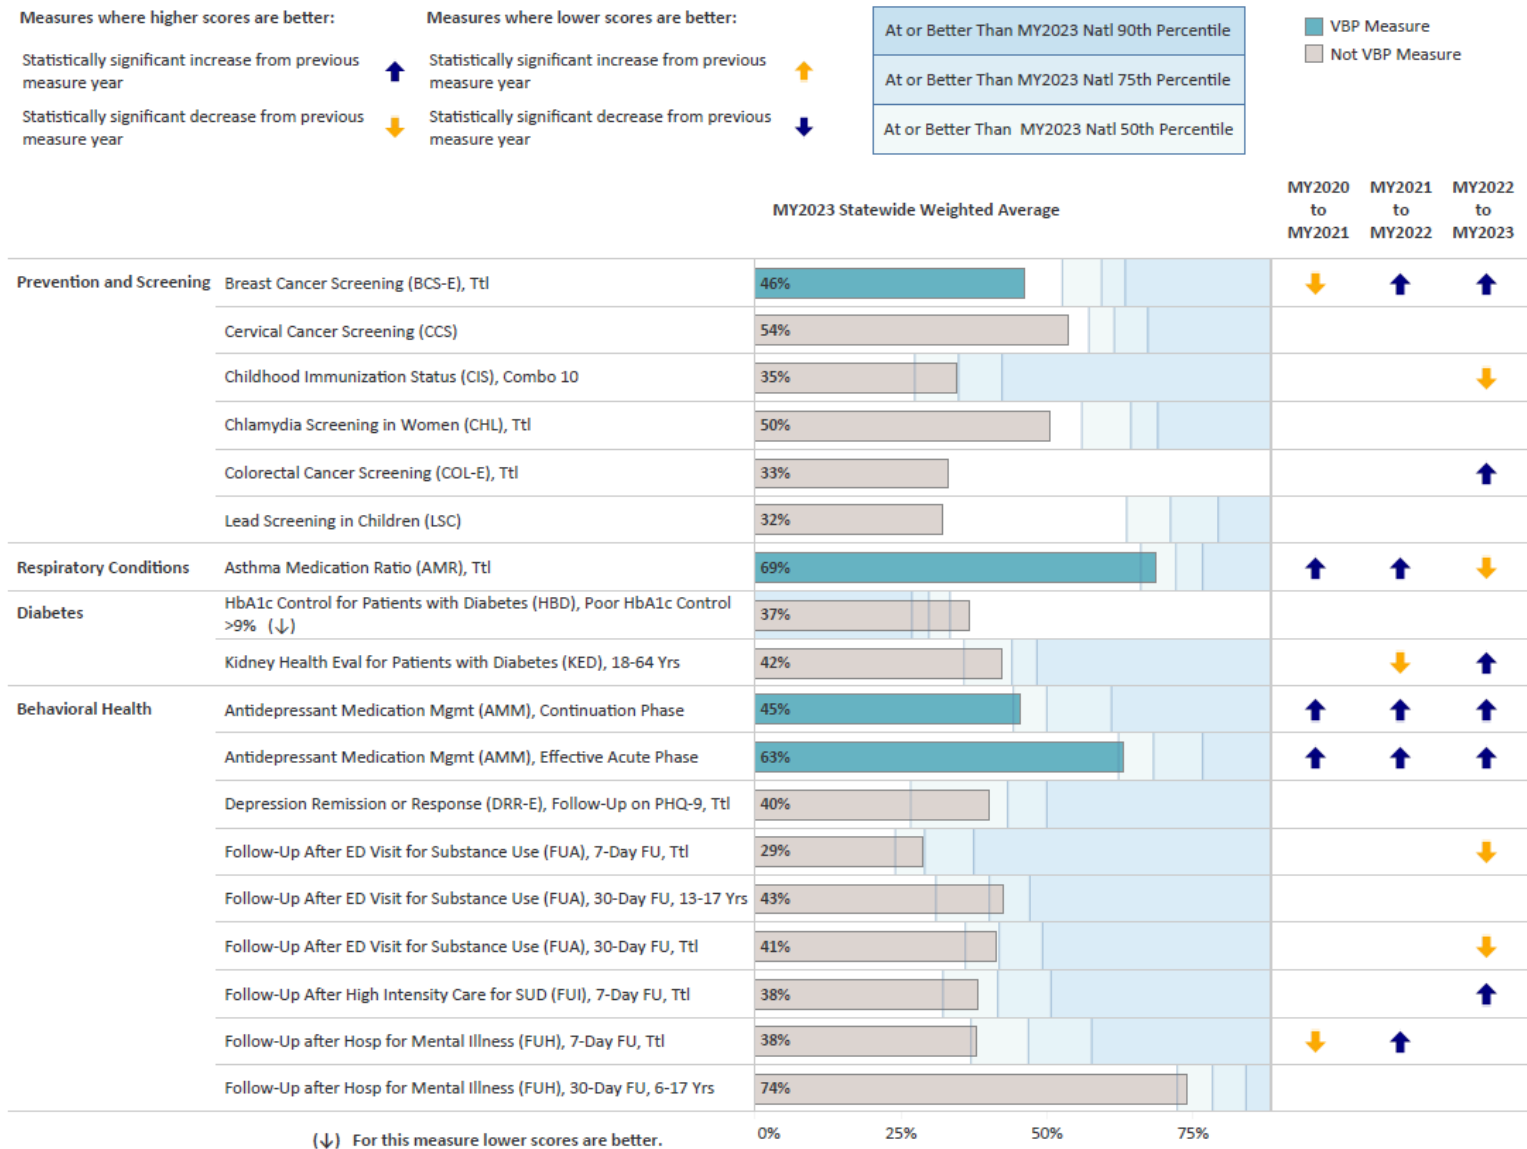 Measures where higher scores are better:
Statistically significant increase from previous
measure year
Statistically significant decrease from previous
measure year
Measures where lower scores are better:
Statistically significant increase from previous
measure year
Statistically significant decrease from previous
measure year
At or Better Than MY2023 Natl 90th Percentile
At or Better Than MY2023 Natl 75th Percentile
At or Better Than MY2023 Natl 50th Percentile
VBP Measure
Not VBP Measure
MY2023 Statewide Weighted Average
MY2020
to
MY2021
MY2021
to
MY2022
MY2022
to
MY2023
Prevention and Screening
Breast Cancer Screening (BCS-E), Ttl
46%
Cervical Cancer Screening (CCS)
54%
Childhood Immunization Status (CIS), Combo 10
35%
Chlamydia Screening in Women (CHL), Ttl
50%
Colorectal Cancer Screening (COL-E), Ttl
33%
Lead Screening in Children (LSC)
32%
Respiratory Conditions
Asthma Medication Ratio (AMR), Ttl
69%
Diabetes
HbA1c Control for Patients with Diabetes (HBD), Poor HbA1c Control
>9% (↓)
37%
Kidney Health Eval for Patients with Diabetes (KED), 18-64 Yrs
42%
Behavioral Health
Antidepressant Medication Mgmt (AMM), Continuation Phase
45%
Antidepressant Medication Mgmt (AMM), Effective Acute Phase
63%
Depression Remission or Response (DRR-E), Follow-Up on PHQ-9, Ttl
40%
Follow-Up After ED Visit for Substance Use (FUA), 7-Day FU, Ttl
29%
Follow-Up After ED Visit for Substance Use (FUA), 30-Day FU, 13-17 Yrs
43%
Follow-Up After ED Visit for Substance Use (FUA), 30-Day FU, Ttl
41%
Follow-Up After High Intensity Care for SUD (FUI), 7-Day FU, Ttl
38%
Follow-Up after Hosp for Mental Illness (FUH), 7-Day FU, Ttl
38%
Follow-Up after Hosp for Mental Illness (FUH), 30-Day FU, 6-17 Yrs
74%
(↓) For this measure lower scores are better.
0%
25%
50%
75%